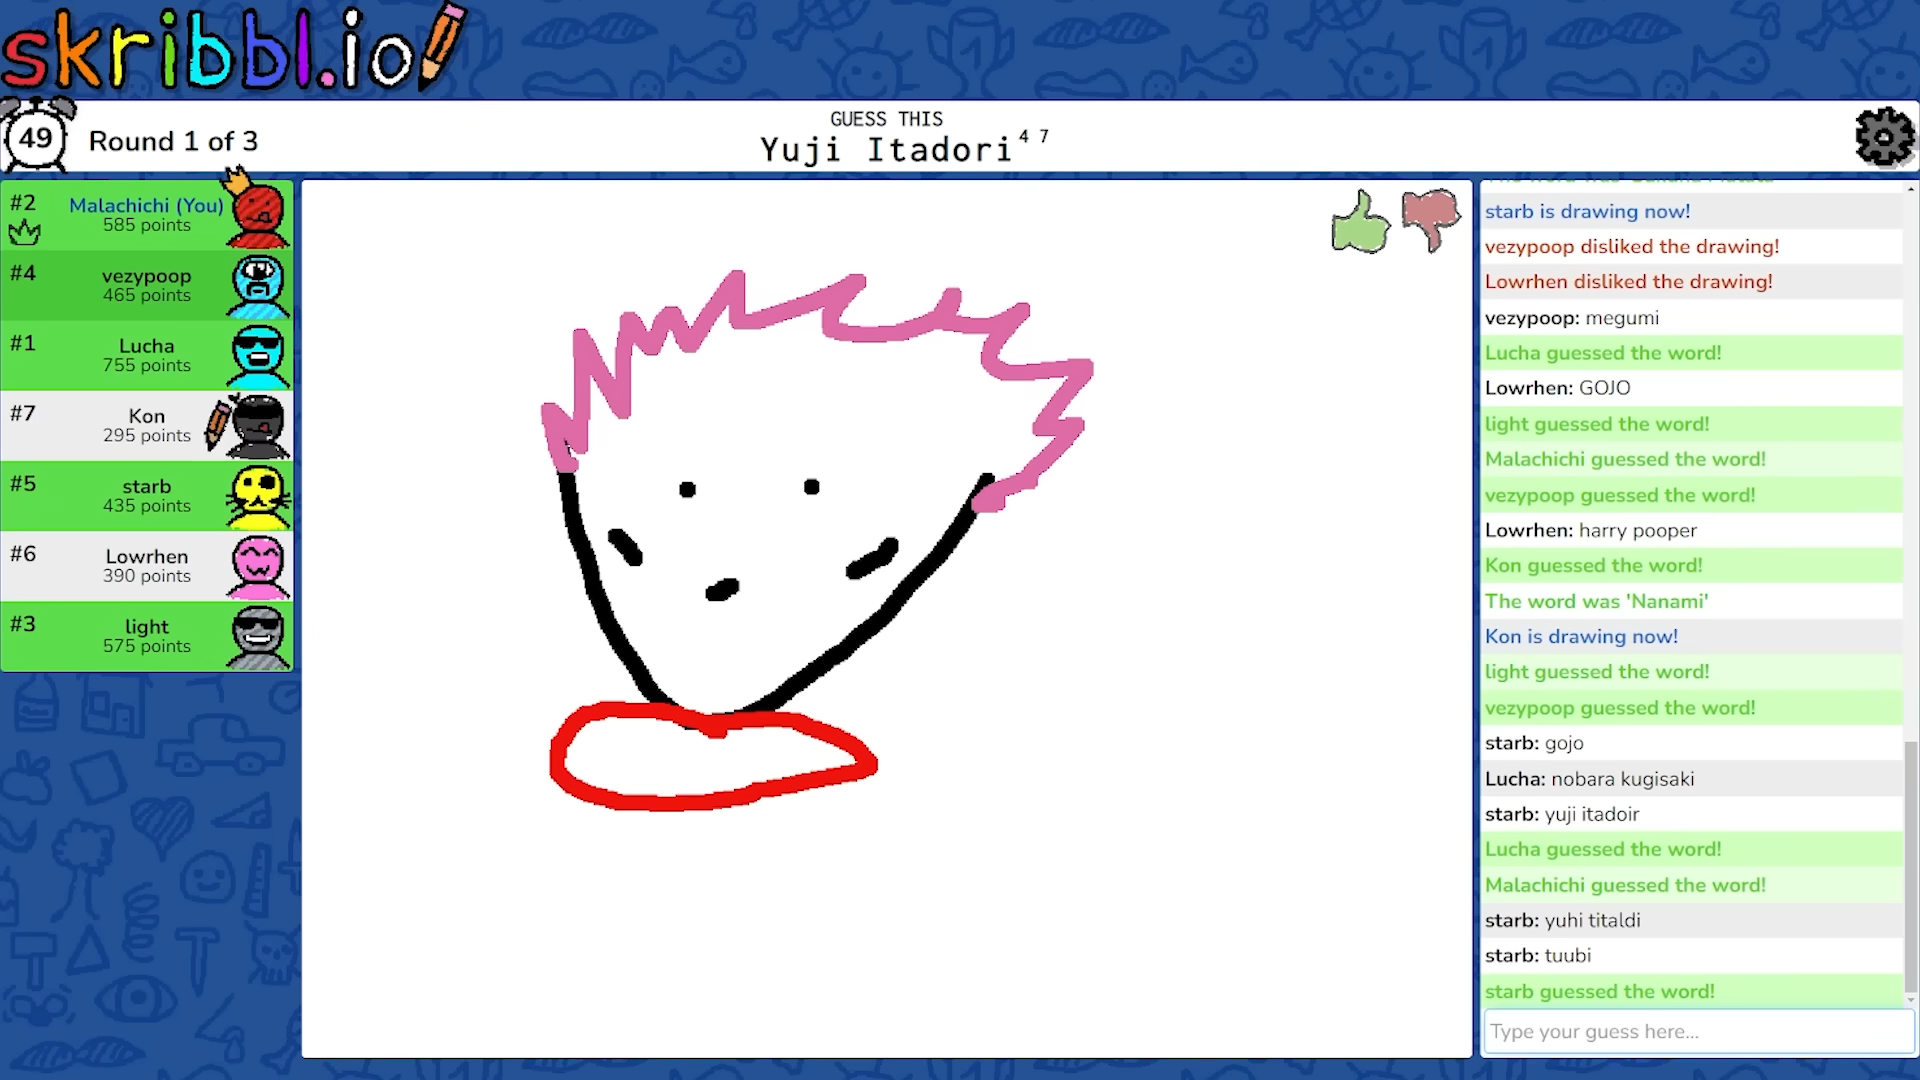 skribbl.io
49
Round 1 of 3
GUESS THIS
Yuji Itadori 4 7
#2
Malachichi (You)
585 points
#4
vezypoop
465 points
#1
Lucha
755 points
#7
Kon
295 points
#5
starb
435 points
#6
Lowrhen
390 points
#3
light
575 points
starb is drawing now!
vezypoop disliked the drawing!
Lowrhen disliked the drawing!
vezypoop: megumi
Lucha guessed the word!
Lowrhen: GOJO
light guessed the word!
Malachichi guessed the word!
vezypoop guessed the word!
Lowrhen: harry pooper
Kon guessed the word!
The word was 'Nanami'
Kon is drawing now!
light guessed the word!
vezypoop guessed the word!
starb: gojo
Lucha: nobara kugisaki
starb: yuji itadoir
Lucha guessed the word!
Malachichi guessed the word!
starb: yuhi titaldi
starb: tuubi
starb guessed the word!
Type your guess here...